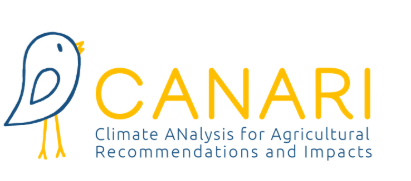 CANARI
Climate ANalysis for Agricultural
Recommendations and Impacts